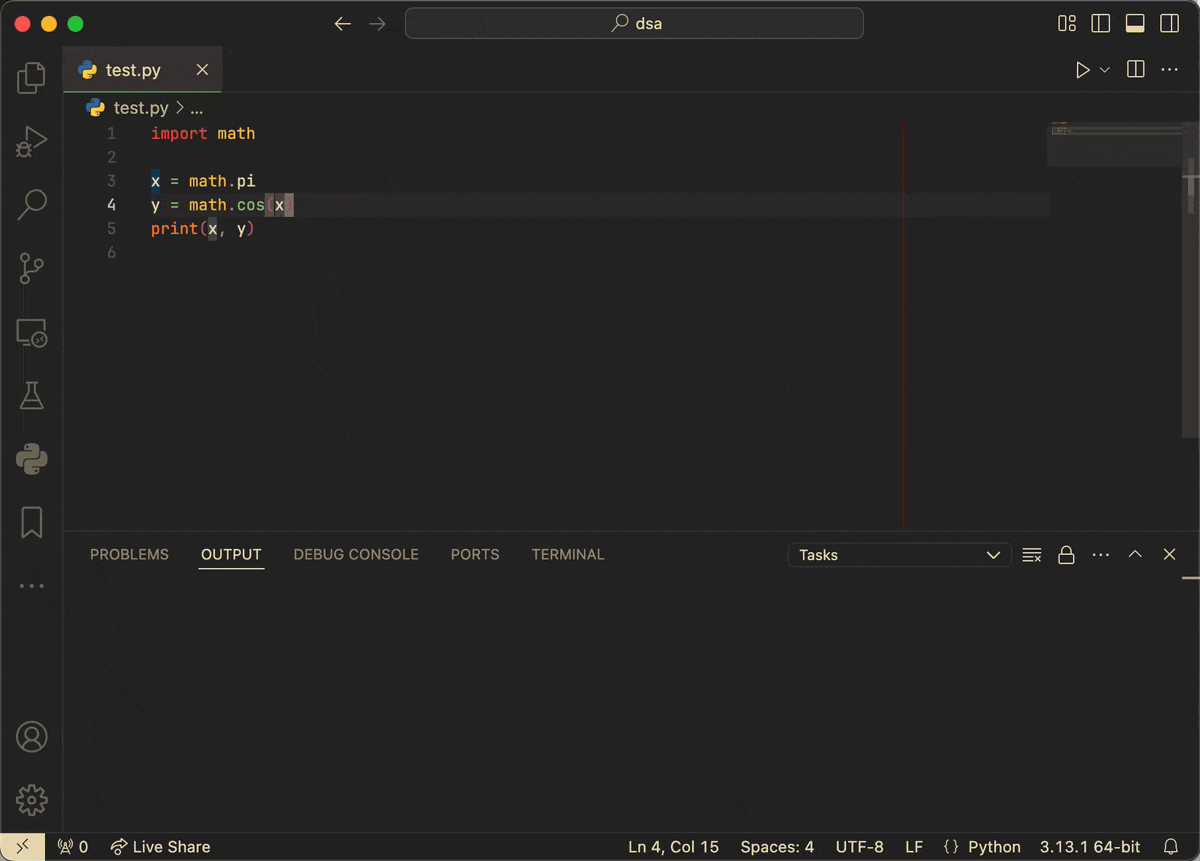 dsa
test.py
test.py > ...
1 import math
2
3 x = math.pi
4 y = math.cos(x)
5 print(x, y)
6
PROBLEMS OUTPUT DEBUG CONSOLE PORTS TERMINAL Tasks
0 Live Share Ln 4, Col 15 Spaces: 4 UTF-8 LF {} Python 3.13.1 64-bit